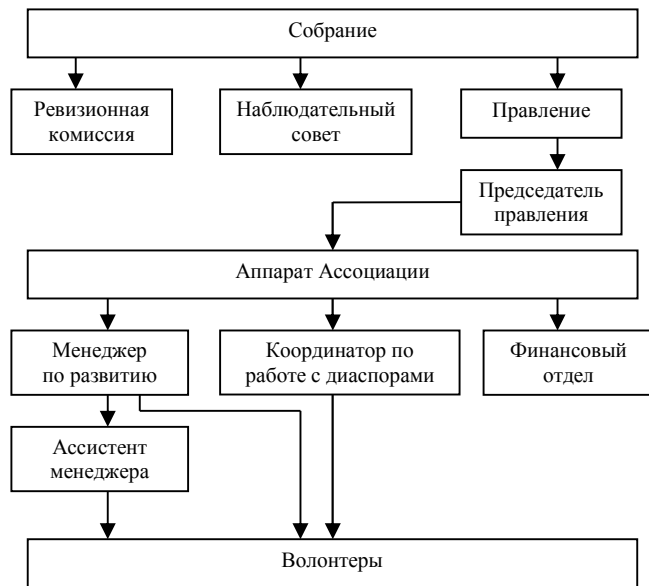 Собрание
Ревизионная
комиссия
Наблюдательный
совет
Правление
Председатель
правления
Аппарат Ассоциации
Менеджер
по развитию
Координатор по
работе с диаспорами
Финансовый
отдел
Ассистент
менеджера
Волонтеры